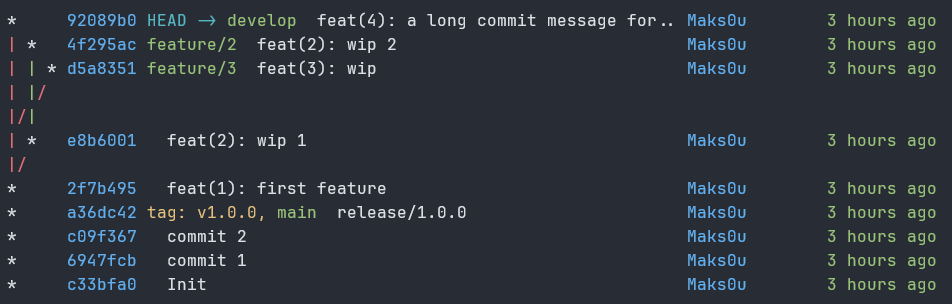 * 92089b0 HEAD -> develop feat(4): a long commit message for.. Maks0u 3 hours ago
| * 4f295ac feature/2 feat(2): wip 2 Maks0u 3 hours ago
| | * d5a8351 feature/3 feat(3): wip Maks0u 3 hours ago
| |/
|/|
| * e8b6001 feat(2): wip 1 Maks0u 3 hours ago
|/
* 2f7b495 feat(1): first feature Maks0u 3 hours ago
* a36dc42 tag: v1.0.0, main release/1.0.0 Maks0u 3 hours ago
* c09f367 commit 2 Maks0u 3 hours ago
* 6947fcb commit 1 Maks0u 3 hours ago
* c33bfa0 Init Maks0u 3 hours ago